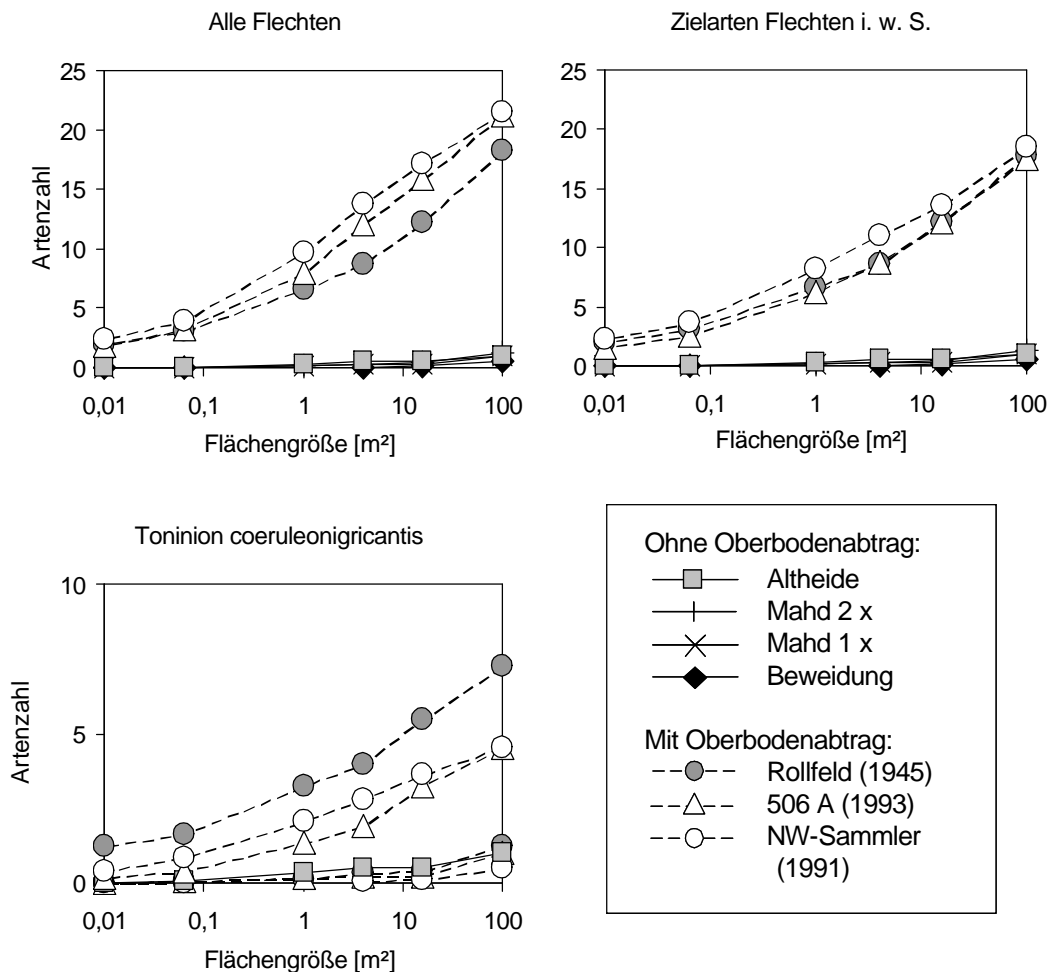 Alle Flechten
25
20
15
10
5
0
Artenzahl
0,01 0,1 1 10 100
Flächengröße [m²]
Zielarten Flechten i. w. S.
25
20
15
10
5
0
0,01 0,1 1 10 100
Flächengröße [m²]
Toninion coeruleonigricantis
10
5
0
Artenzahl
0,01 0,1 1 10 100
Flächengröße [m²]
Ohne Oberbodenabtrag:
Altheide
Mahd 2 x
Mahd 1 x
Beweidung
Mit Oberbodenabtrag:
Rollfeld (1945)
506 A (1993)
NW-Sammler
(1991)